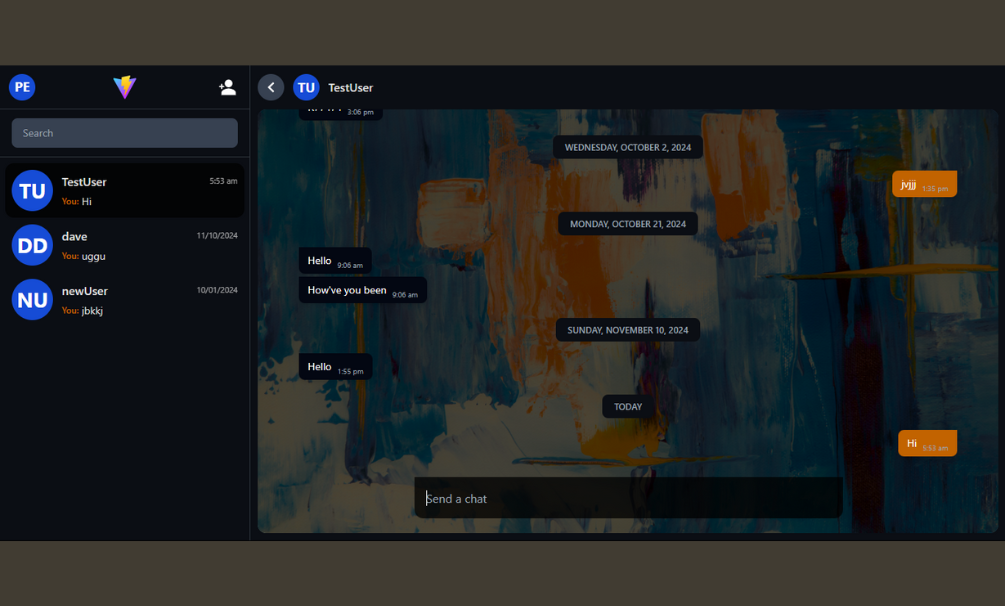 PE
Search
TU
TestUser
5:53 am
You: Hi
DD
dave
11/10/2024
You: uggu
NU
newUser
10/01/2024
You: jbkkj
TU
TestUser
3:06 pm
WEDNESDAY, OCTOBER 2, 2024
jvjjj 1:35 pm
MONDAY, OCTOBER 21, 2024
Hello 9:06 am
How've you been 9:06 am
SUNDAY, NOVEMBER 10, 2024
Hello 1:55 pm
TODAY
Hi 5:53 am
Send a chat